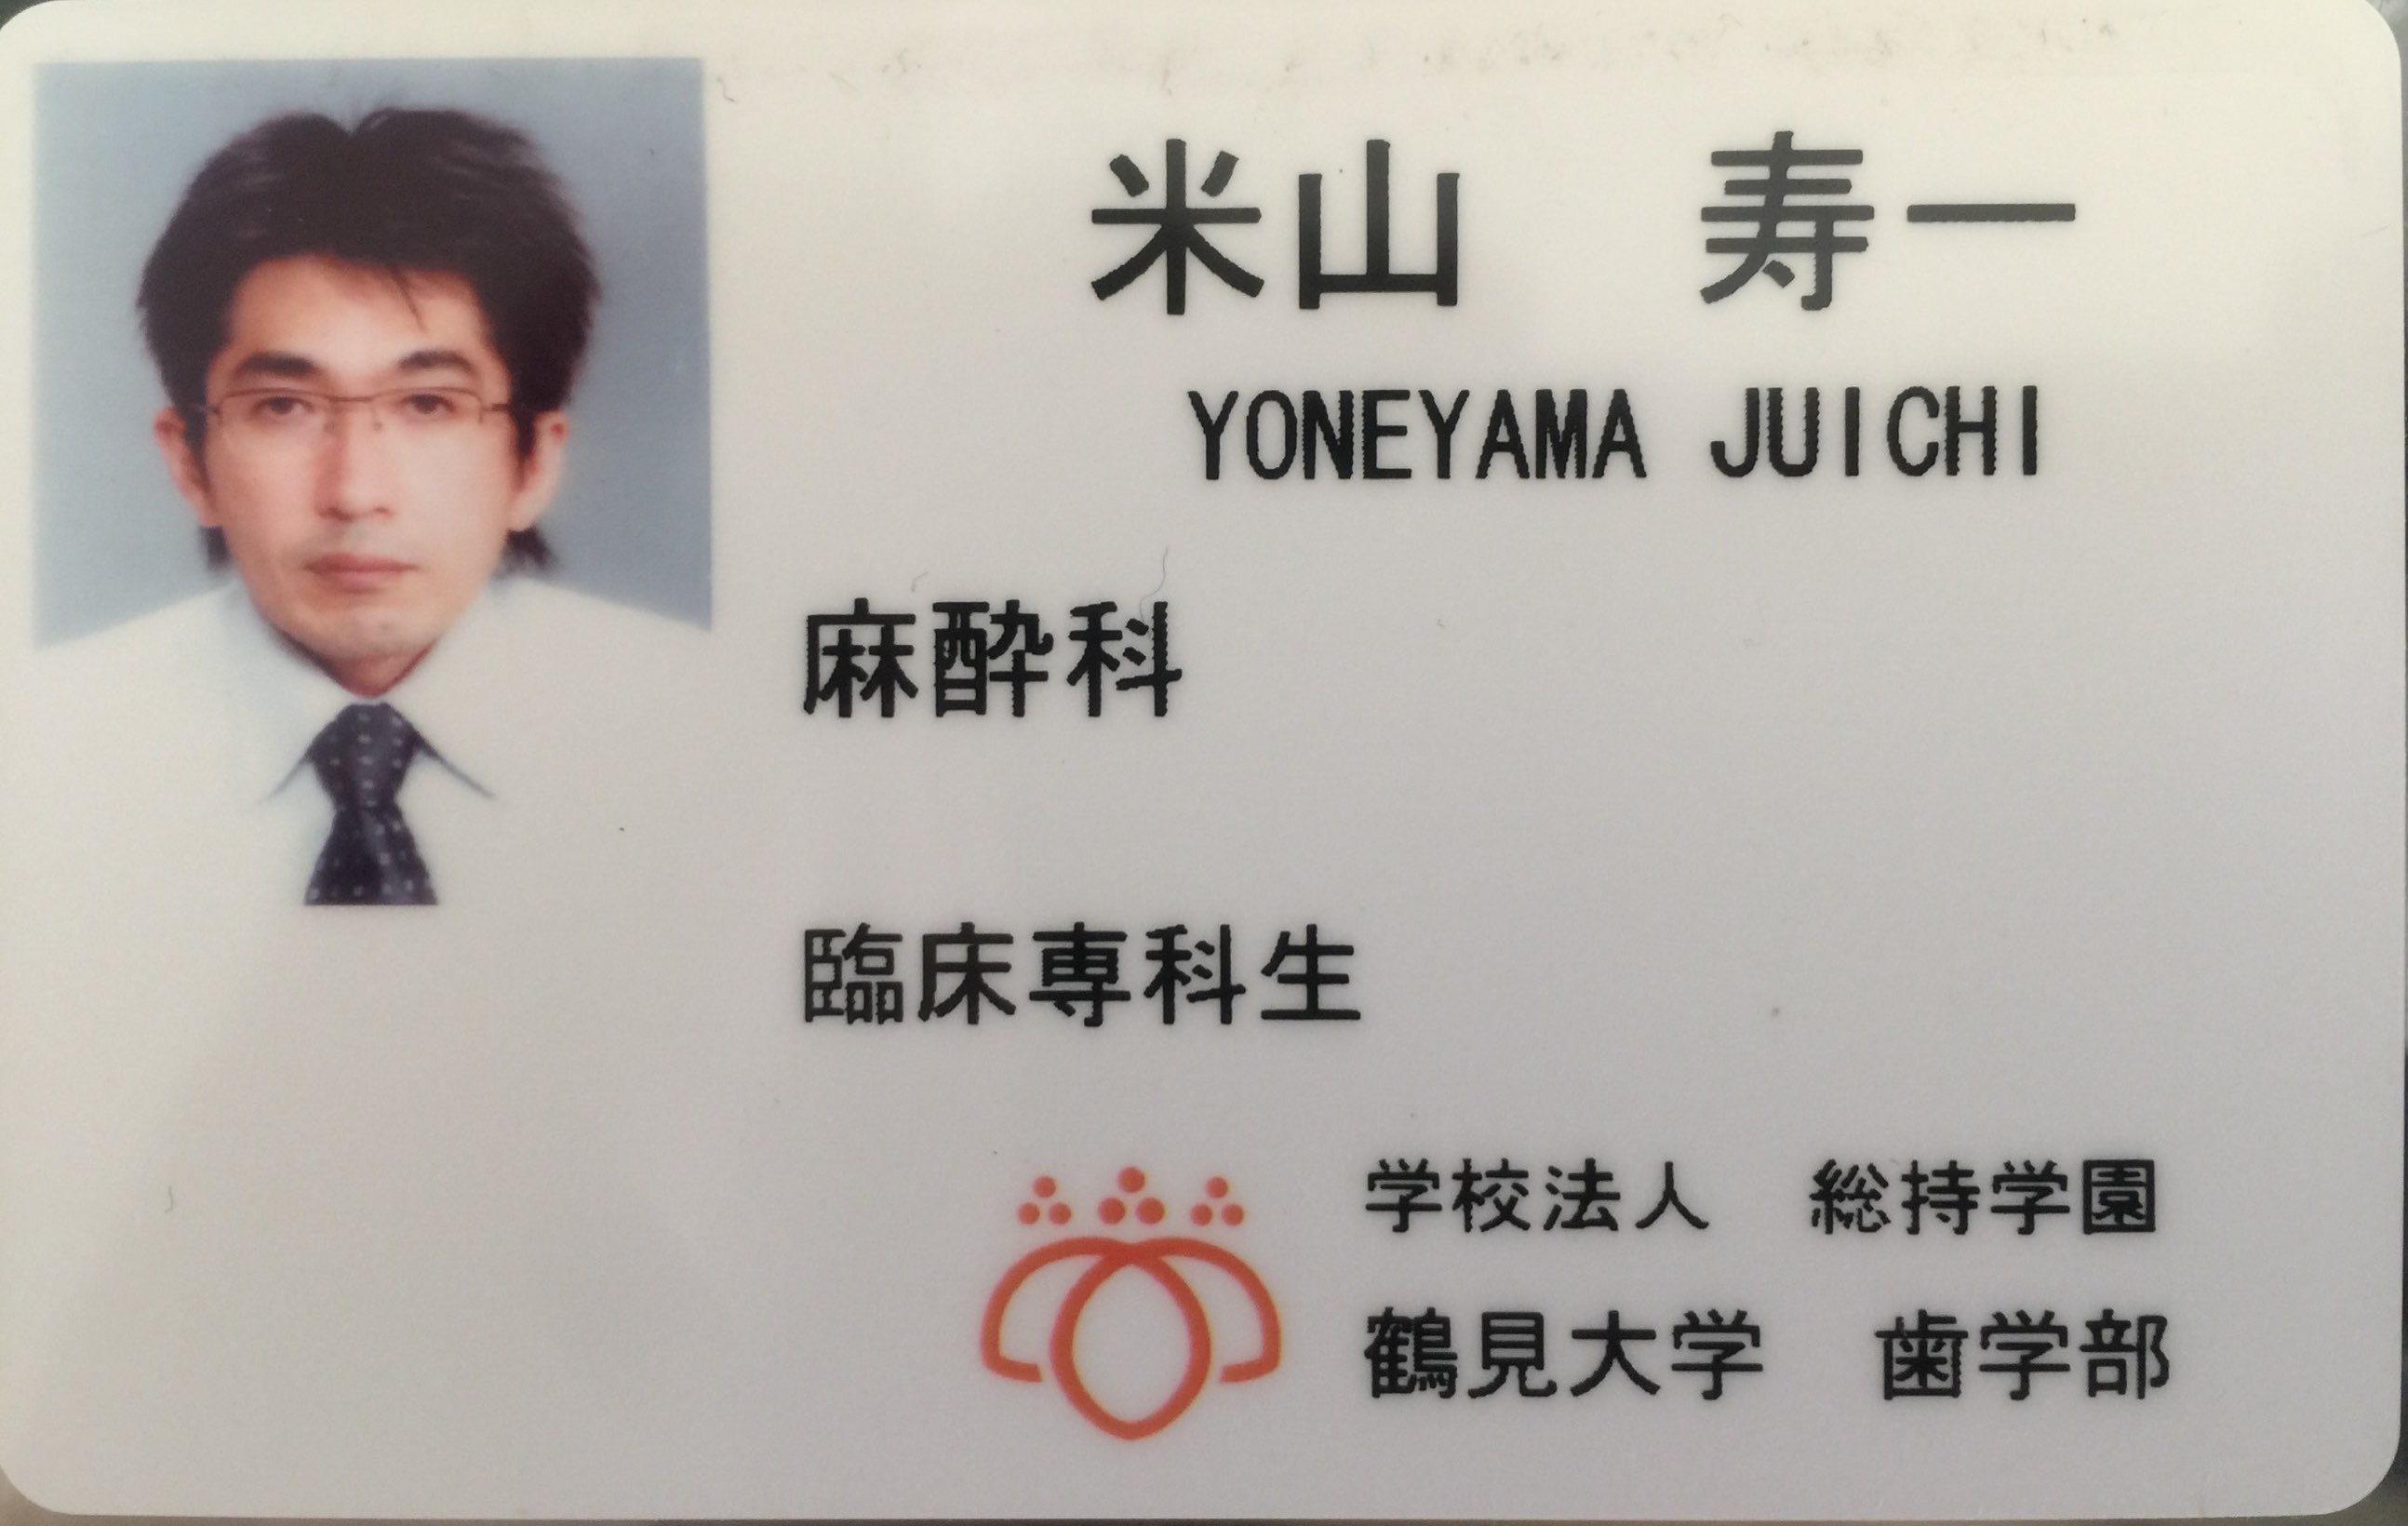 米山　寿一
YONEYAMA JUICHI
麻酔科
臨床専科生
学校法人　総持学園
鶴見大学　歯学部